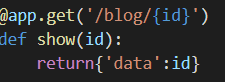 @app.get('/blog/{id}')
def show(id):
    return{'data':id}